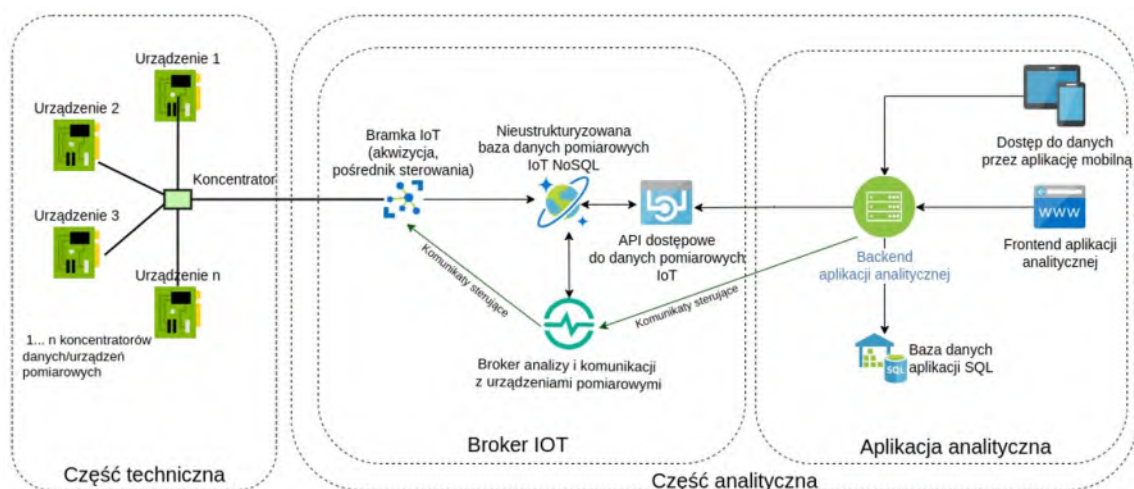 Urządzenie 1
Urządzenie 2
Koncentrator
Urządzenie 3
Urządzenie n
1... n koncentratorów
danych/urządzeń
pomiarowych
Część techniczna
Bramka IoT
(akwizycja,
pośrednik sterowania)
Nieustrukturyzowana
baza danych pomiarowych
IoT NoSQL
API dostępowe
do danych pomiarowych
IoT
Komunikaty sterujące
Komunikaty sterujące
Broker analizy i komunikacji
z urządzeniami pomiarowymi
Broker IOT
Dostęp do danych
przez aplikację mobilną
WWW
Frontend aplikacji
analitycznej
Backend
aplikacji analitycznej
SQL
Baza danych
aplikacji SQL
Aplikacja analityczna
Część analityczna